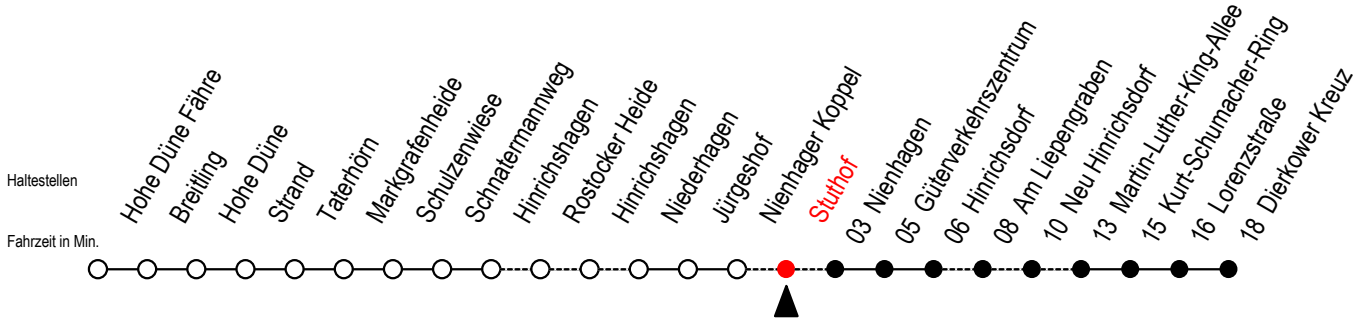 Haltestellen
Fahrzeit in Min.
Hohe Düne Fähre
Breitling
Hohe Düne
Strand
Taterhörn
Markgrafenheide
Schulzenwiese
Schnatermannweg
Hinrichshagen
Rostocker Heide
Hinrichshagen
Niederhagen
Jürgeshof
Nienhager Koppel
Stuthof
03 Nienhagen
05 Güterverkehrszentrum
06 Hinrichsdorf
08 Am Liepengraben
10 Neu Hinrichsdorf
13 Martin-Luther-King-Allee
15 Kurt-Schumacher-Ring
16 Lorenzstraße
18 Dierkower Kreuz